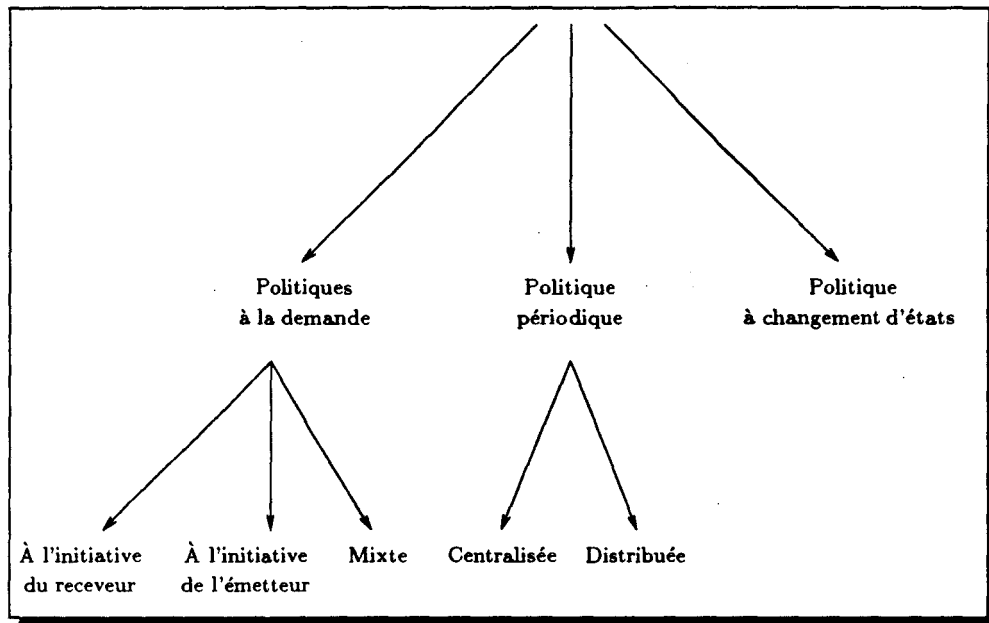 Politiques
à la demande
Politique
périodique
Politique
à changement d'états
À l'initiative
du receveur
À l'initiative
de l'émetteur
Mixte
Centralisée
Distribuée